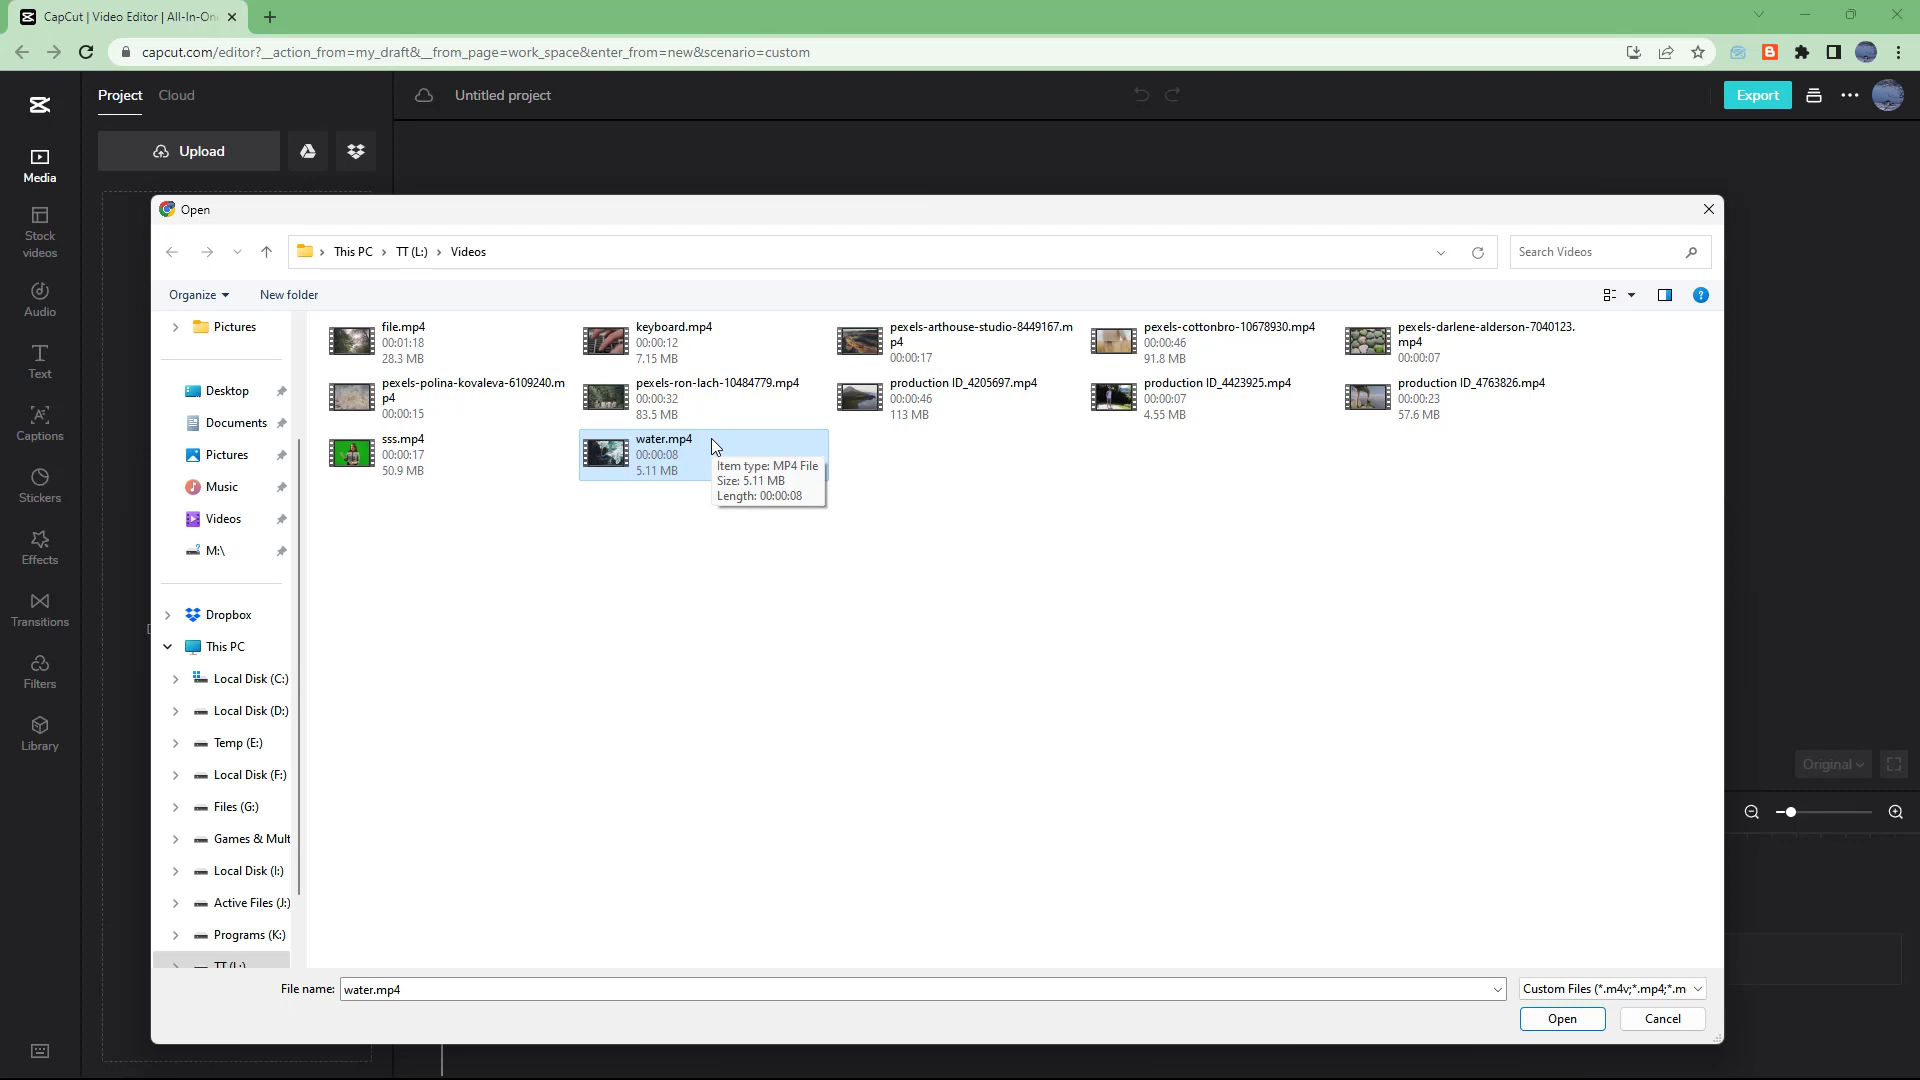 CapCut | Video Editor | All-In-On
capcut.com/editor?__action_from=my_draft&__from_page=work_space&enter_from=new&scenario=custom
Project
Cloud
Untitled project
Export
Upload
Media
Stock
videos
Audio
Text
Captions
Stickers
Effects
Transitions
Filters
Library
Open
This PC > TT (L:) > Videos
Search Videos
Organize
New folder
Pictures
Desktop
Documents
Pictures
Music
Videos
M:\
Dropbox
This PC
Local Disk (C:)
Local Disk (D:)
Temp (E:)
Local Disk (F:)
Files (G:)
Games & Mult
Local Disk (I:)
Active Files (J:)
Programs (K:)
TT (L:)
file.mp4
00:01:18
28.3 MB
keyboard.mp4
00:00:12
7.15 MB
pexels-arthouse-studio-8449167.m
p4
00:00:17
pexels-cottonbro-10678930.mp4
00:00:46
91.8 MB
pexels-darlene-alderson-7040123.
mp4
00:00:07
pexels-polina-kovaleva-6109240.m
p4
00:00:15
pexels-ron-lach-10484779.mp4
00:00:32
83.5 MB
production ID_4205697.mp4
00:00:46
113 MB
production ID_4423925.mp4
00:00:07
4.55 MB
production ID_4763826.mp4
00:00:23
57.6 MB
sss.mp4
00:00:17
50.9 MB
water.mp4
00:00:08
5.11 MB
Item type: MP4 File
Size: 5.11 MB
Length: 00:00:08
Original
File name:
water.mp4
Custom Files (*.m4v;*.mp4;*.m
Open
Cancel